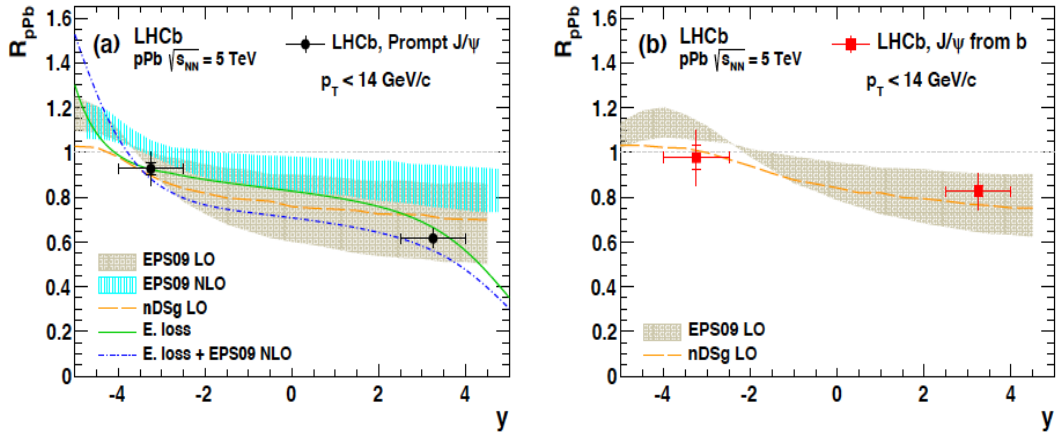 R_pPb
1.6
1.4
1.2
1
0.8
0.6
0.4
0.2
0
(a) LHCb
pPb √s_NN = 5 TeV
LHCb, Prompt J/ψ
p_T < 14 GeV/c
EPS09 LO
EPS09 NLO
nDSg LO
E. loss
E. loss + EPS09 NLO
-4 -2 0 2 4
y
R_pPb
1.6
1.4
1.2
1
0.8
0.6
0.4
0.2
0
(b) LHCb
pPb √s_NN = 5 TeV
LHCb, J/ψ from b
p_T < 14 GeV/c
EPS09 LO
nDSg LO
-4 -2 0 2 4
y